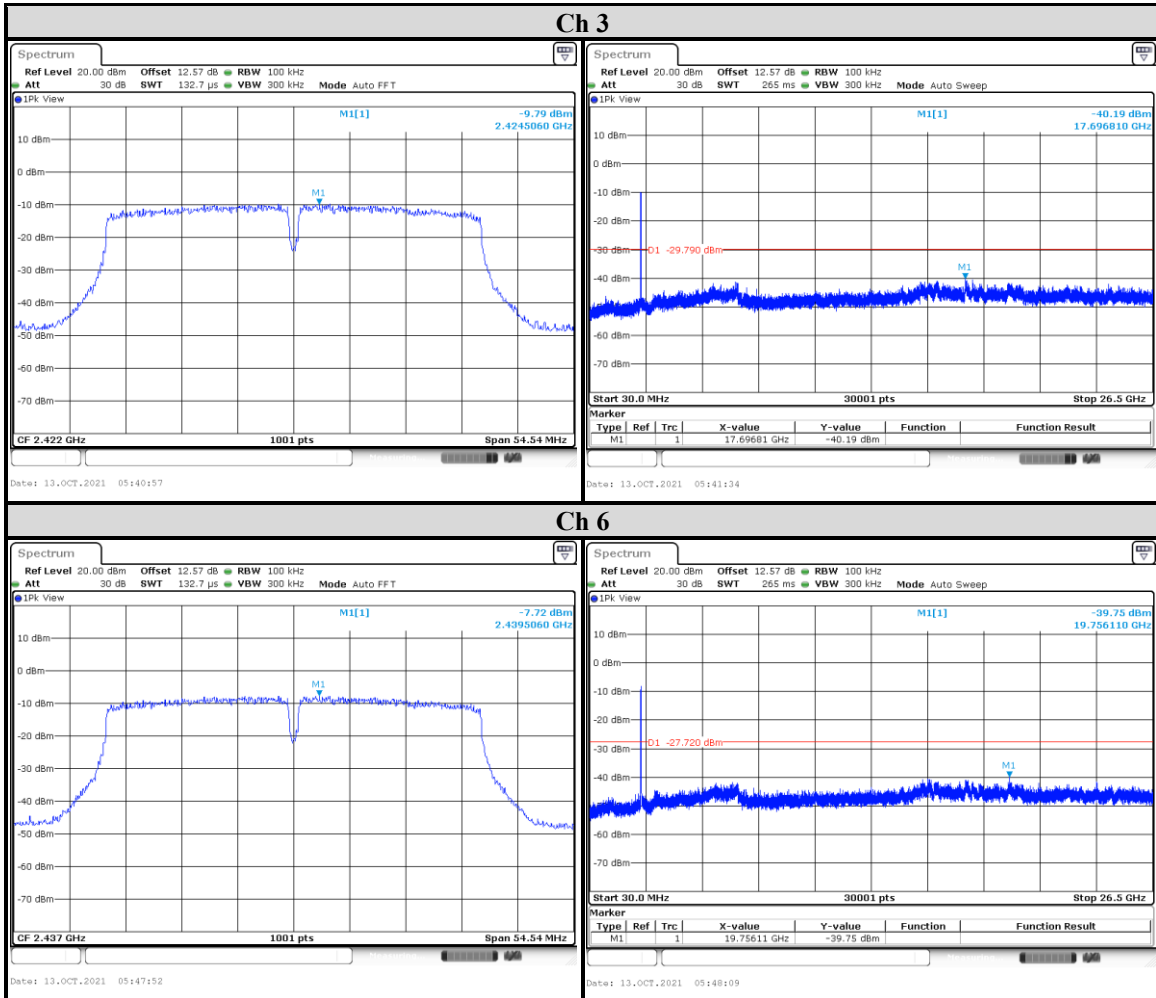 Ch 3
Spectrum
Ref Level 20.00 dBm Offset 12.57 dB RBW 100 kHz
Att 30 dB SWT 132.7 µs VBW 300 kHz Mode Auto FFT
1Pk View
M1[1] -9.79 dBm
2.4245060 GHz
10 dBm
0 dBm
M1
-10 dBm
-20 dBm
-30 dBm
-40 dBm
-50 dBm
-60 dBm
-70 dBm
CF 2.422 GHz 1001 pts Span 54.54 MHz
Date: 13.OCT.2021 05:40:57
Spectrum
Ref Level 20.00 dBm Offset 12.57 dB RBW 100 kHz
Att 30 dB SWT 265 ms VBW 300 kHz Mode Auto Sweep
1Pk View
M1[1] -40.19 dBm
17.696810 GHz
10 dBm
0 dBm
-10 dBm
-20 dBm
-30 dBm D1 -29.790 dBm
M1
-40 dBm
-60 dBm
-70 dBm
Start 30.0 MHz 30001 pts Stop 26.5 GHz
Marker
Type Ref Trc X-value Y-value Function Function Result
M1 1 17.69681 GHz -40.19 dBm
Date: 13.OCT.2021 05:41:34
Ch 6
Spectrum
Ref Level 20.00 dBm Offset 12.57 dB RBW 100 kHz
Att 30 dB SWT 132.7 µs VBW 300 kHz Mode Auto FFT
1Pk View
M1[1] -7.72 dBm
2.4395060 GHz
10 dBm
0 dBm
M1
-10 dBm
-20 dBm
-30 dBm
-40 dBm
-50 dBm
-60 dBm
-70 dBm
CF 2.437 GHz 1001 pts Span 54.54 MHz
Date: 13.OCT.2021 05:47:52
Spectrum
Ref Level 20.00 dBm Offset 12.57 dB RBW 100 kHz
Att 30 dB SWT 265 ms VBW 300 kHz Mode Auto Sweep
1Pk View
M1[1] -39.75 dBm
19.756110 GHz
10 dBm
0 dBm
-10 dBm
-20 dBm
D1 -27.720 dBm
-30 dBm
M1
-40 dBm
-60 dBm
-70 dBm
Start 30.0 MHz 30001 pts Stop 26.5 GHz
Marker
Type Ref Trc X-value Y-value Function Function Result
M1 1 19.75611 GHz -39.75 dBm
Date: 13.OCT.2021 05:48:09